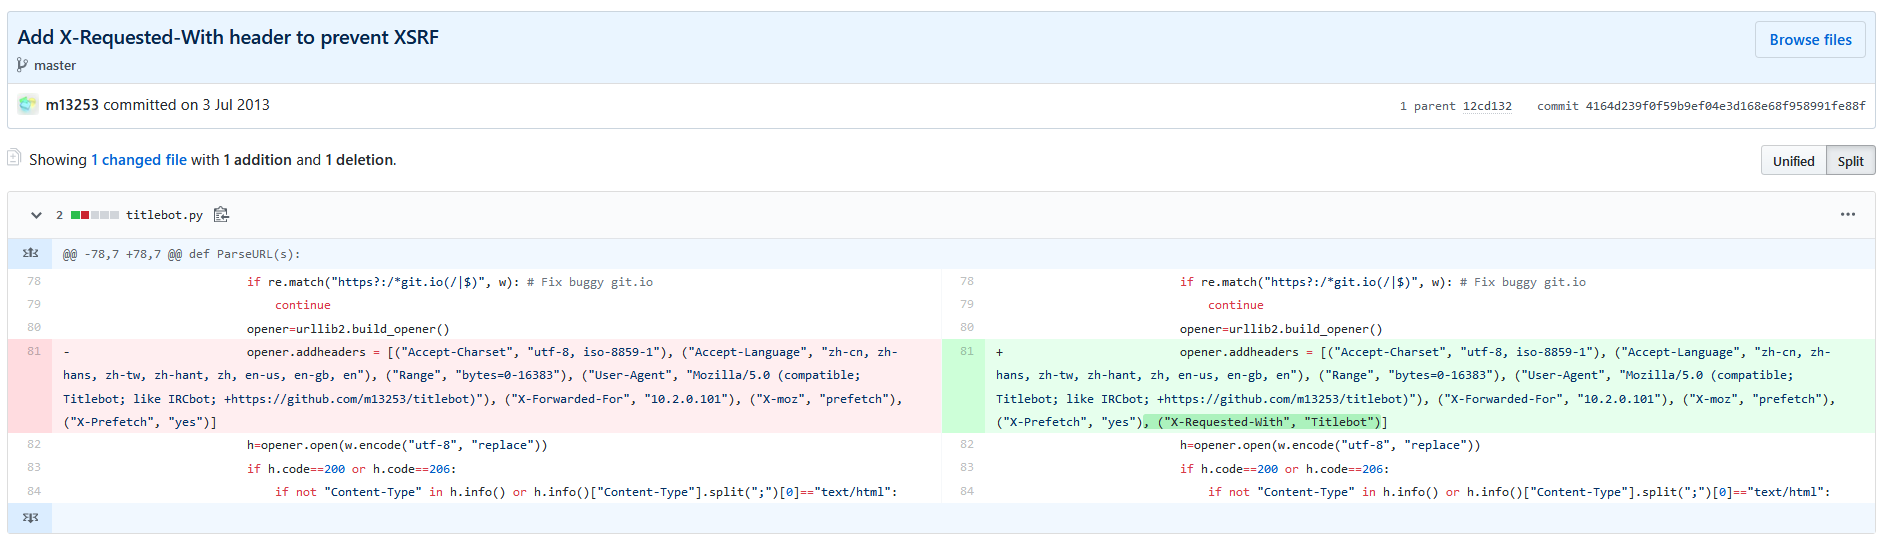 Add X-Requested-With header to prevent XSRF
Browse files
master
m13253 committed on 3 Jul 2013
1 parent 12cd132 commit 4164d239f0f59b9ef04e3d168e68f958991fe88f
Showing 1 changed file with 1 addition and 1 deletion.
Unified Split
2 titlebot.py
@@ -78,7 +78,7 @@ def ParseURL(s):
78 if re.match("https?:/*git.io(/|$)", w): # Fix buggy git.io
79 continue
80 opener=urllib2.build_opener()
81 - opener.addheaders = [("Accept-Charset", "utf-8, iso-8859-1"), ("Accept-Language", "zh-cn, zh-
hans, zh-tw, zh-hant, zh, en-us, en-gb, en"), ("Range", "bytes=0-16383"), ("User-Agent", "Mozilla/5.0 (compatible;
Titlebot; like IRCbot; +https://github.com/m13253/titlebot)"), ("X-Forwarded-For", "10.2.0.101"), ("X-moz", "prefetch"),
("X-Prefetch", "yes")]
82 h=opener.open(w.encode("utf-8", "replace"))
83 if h.code==200 or h.code==206:
84 if not "Content-Type" in h.info() or h.info()["Content-Type"].split(";")[0]=="text/html":
78 if re.match("https?:/*git.io(/|$)", w): # Fix buggy git.io
79 continue
80 opener=urllib2.build_opener()
81 + opener.addheaders = [("Accept-Charset", "utf-8, iso-8859-1"), ("Accept-Language", "zh-cn, zh-
hans, zh-tw, zh-hant, zh, en-us, en-gb, en"), ("Range", "bytes=0-16383"), ("User-Agent", "Mozilla/5.0 (compatible;
Titlebot; like IRCbot; +https://github.com/m13253/titlebot)"), ("X-Forwarded-For", "10.2.0.101"), ("X-moz", "prefetch"),
("X-Prefetch", "yes"), ("X-Requested-With", "Titlebot")]
82 h=opener.open(w.encode("utf-8", "replace"))
83 if h.code==200 or h.code==206:
84 if not "Content-Type" in h.info() or h.info()["Content-Type"].split(";")[0]=="text/html":